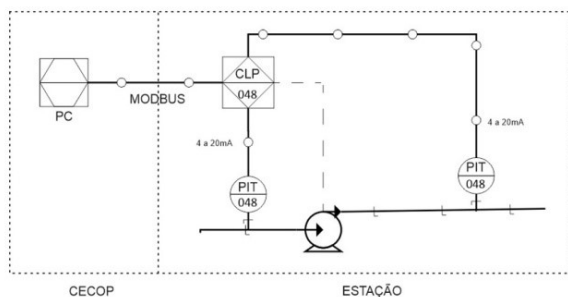 CLP
048
MODBUS
PC
4 a 20mA
4 a 20mA
PIT
048
PIT
048
CECOP
ESTAÇÃO